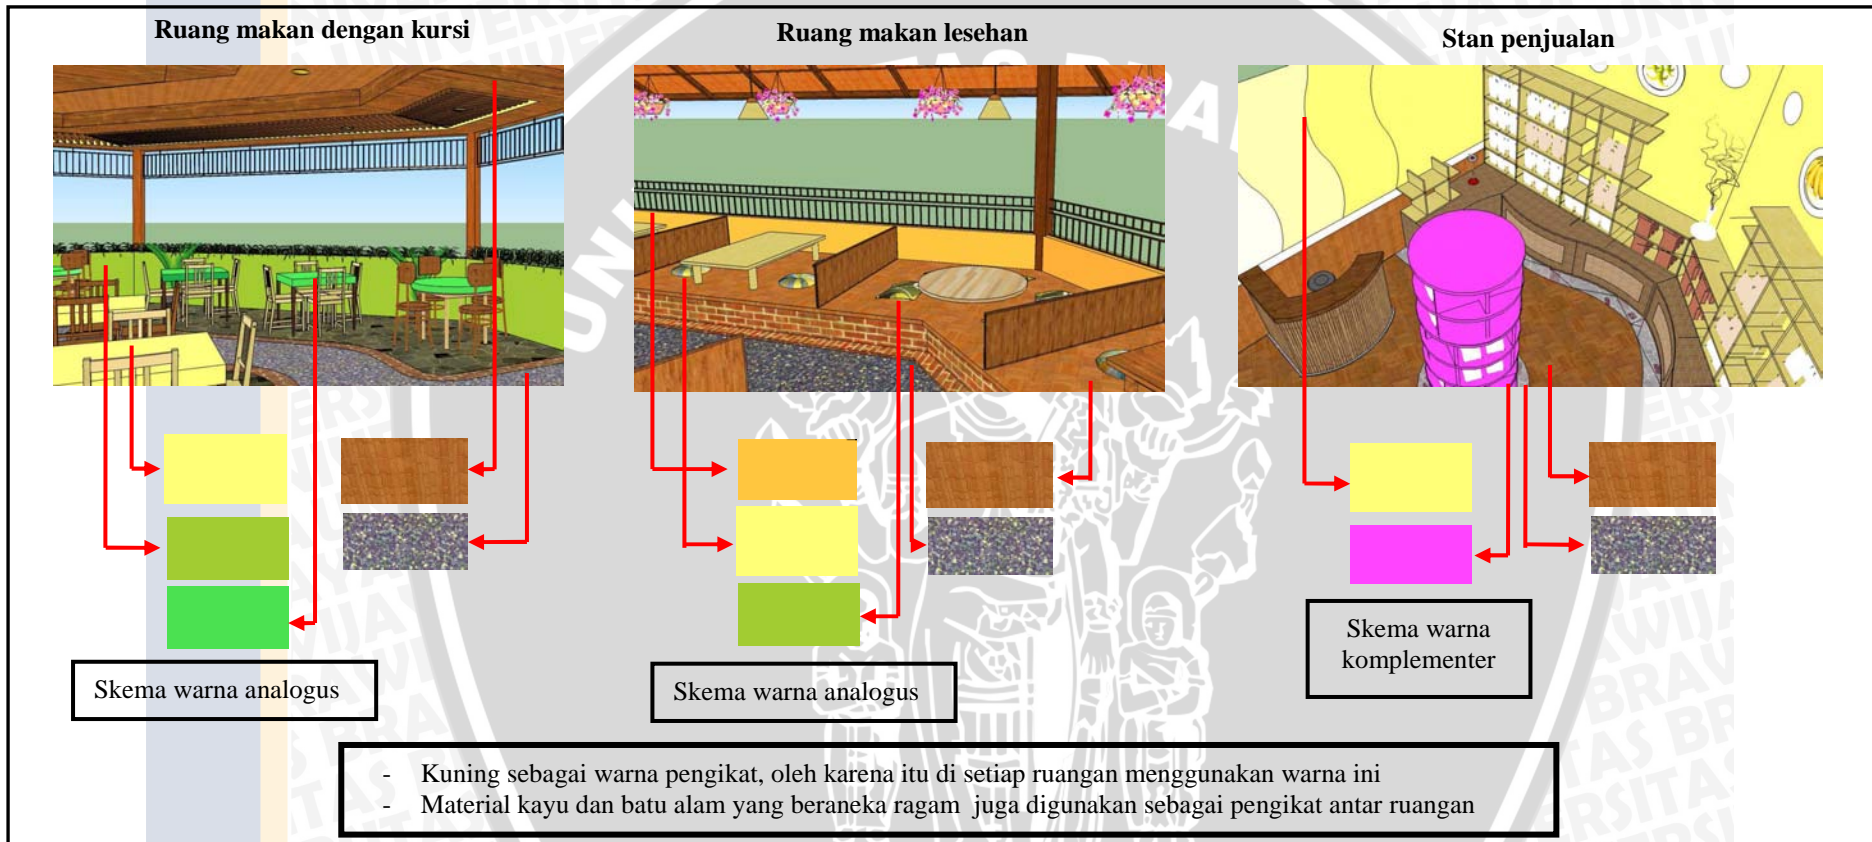 Ruang makan dengan kursi
Ruang makan lesehan
Stan penjualan
Skema warna analogus
Skema warna analogus
Skema warna
komplementer
- Kuning sebagai warna pengikat, oleh karena itu di setiap ruangan menggunakan warna ini
- Material kayu dan batu alam yang beraneka ragam juga digunakan sebagai pengikat antar ruangan